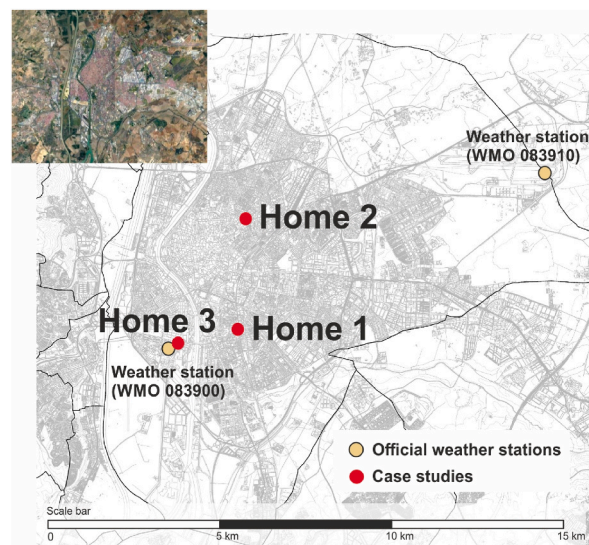 Weather station
(WMO 083910)
Home 2
Home 3
Home 1
Weather station
(WMO 083900)
Official weather stations
Case studies
Scale bar
0 5 km 10 km 15 km